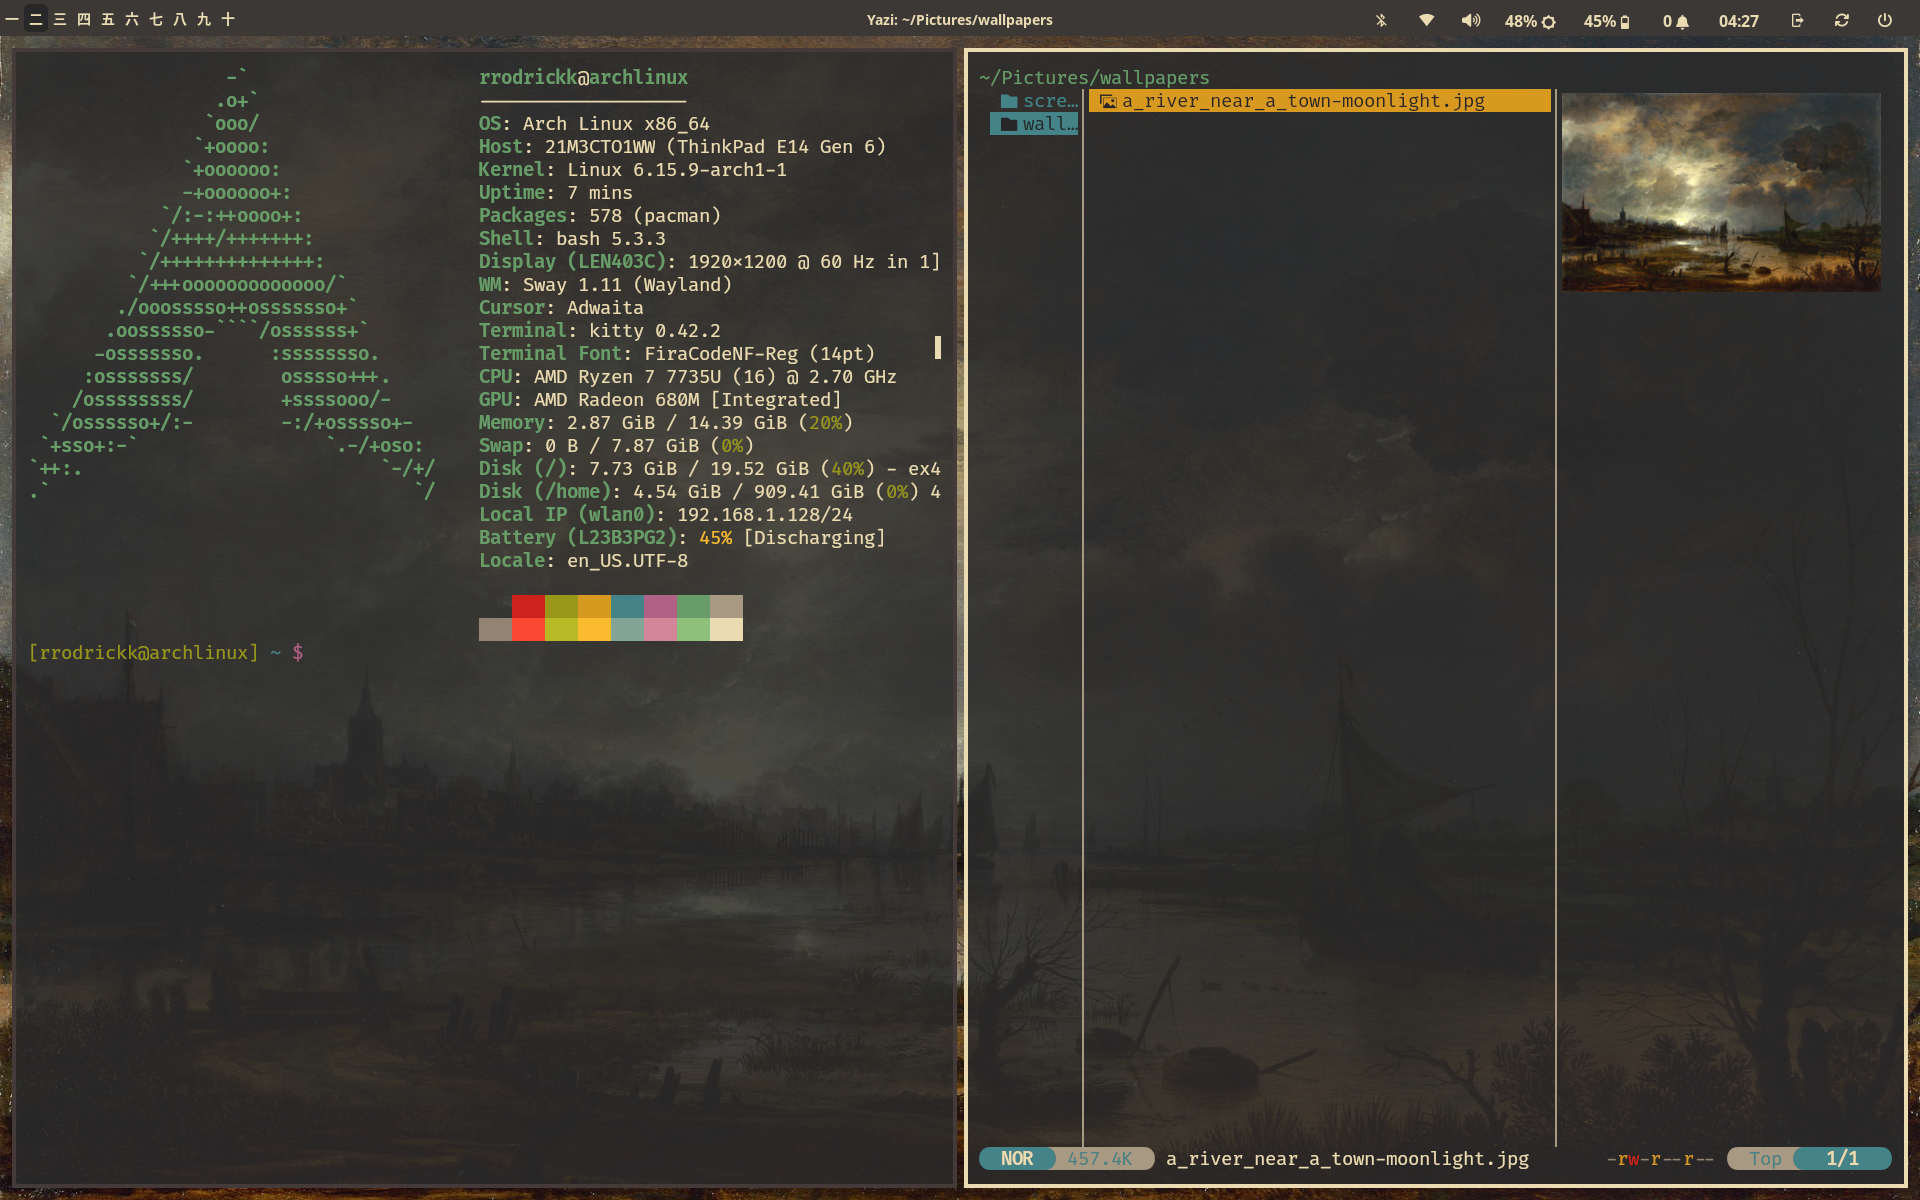 一 二 三 四 五 六 七 八 九 十
Yazi: ~/Pictures/wallpapers
48% 45% 0 04:27
rrodrickk@archlinux
OS: Arch Linux x86_64
Host: 21M3CTO1WW (ThinkPad E14 Gen 6)
Kernel: Linux 6.15.9-arch1-1
Uptime: 7 mins
Packages: 578 (pacman)
Shell: bash 5.3.3
Display (LEN403C): 1920×1200 @ 60 Hz in 1]
WM: Sway 1.11 (Wayland)
Cursor: Adwaita
Terminal: kitty 0.42.2
Terminal Font: FiraCodeNF-Reg (14pt)
CPU: AMD Ryzen 7 7735U (16) @ 2.70 GHz
GPU: AMD Radeon 680M [Integrated]
Memory: 2.87 GiB / 14.39 GiB (20%)
Swap: 0 B / 7.87 GiB (0%)
Disk (/): 7.73 GiB / 19.52 GiB (40%) - ex4
Disk (/home): 4.54 GiB / 909.41 GiB (0%) 4
Local IP (wlan0): 192.168.1.128/24
Battery (L23B3PG2): 45% [Discharging]
Locale: en_US.UTF-8
[rrodrickk@archlinux] ~ $
~/Pictures/wallpapers
scre…
wall…
a_river_near_a_town-moonlight.jpg
NOR 457.4K a_river_near_a_town-moonlight.jpg -rw-r--r-- Top 1/1